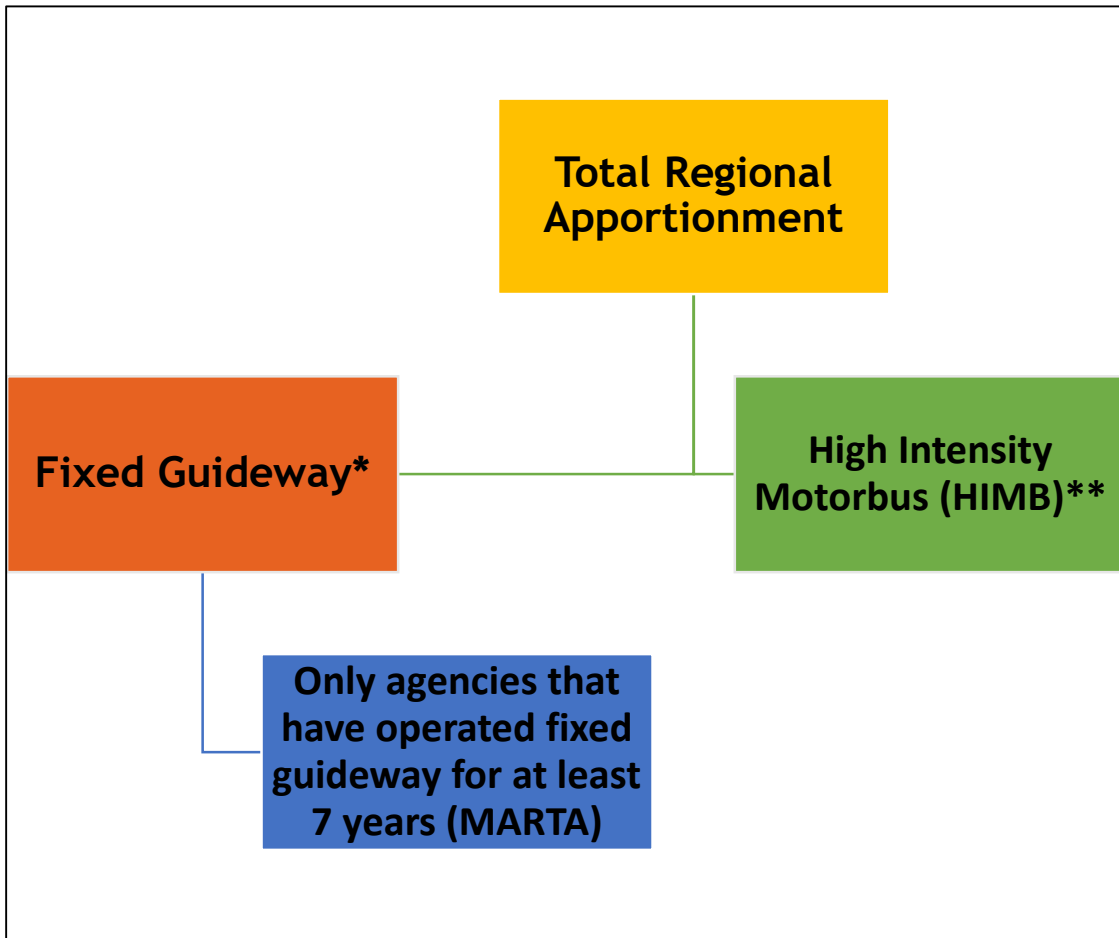 Total Regional
Apportionment
Fixed Guideway*
High Intensity
Motorbus (HIMB)**
Only agencies that
have operated fixed
guideway for at least
7 years (MARTA)